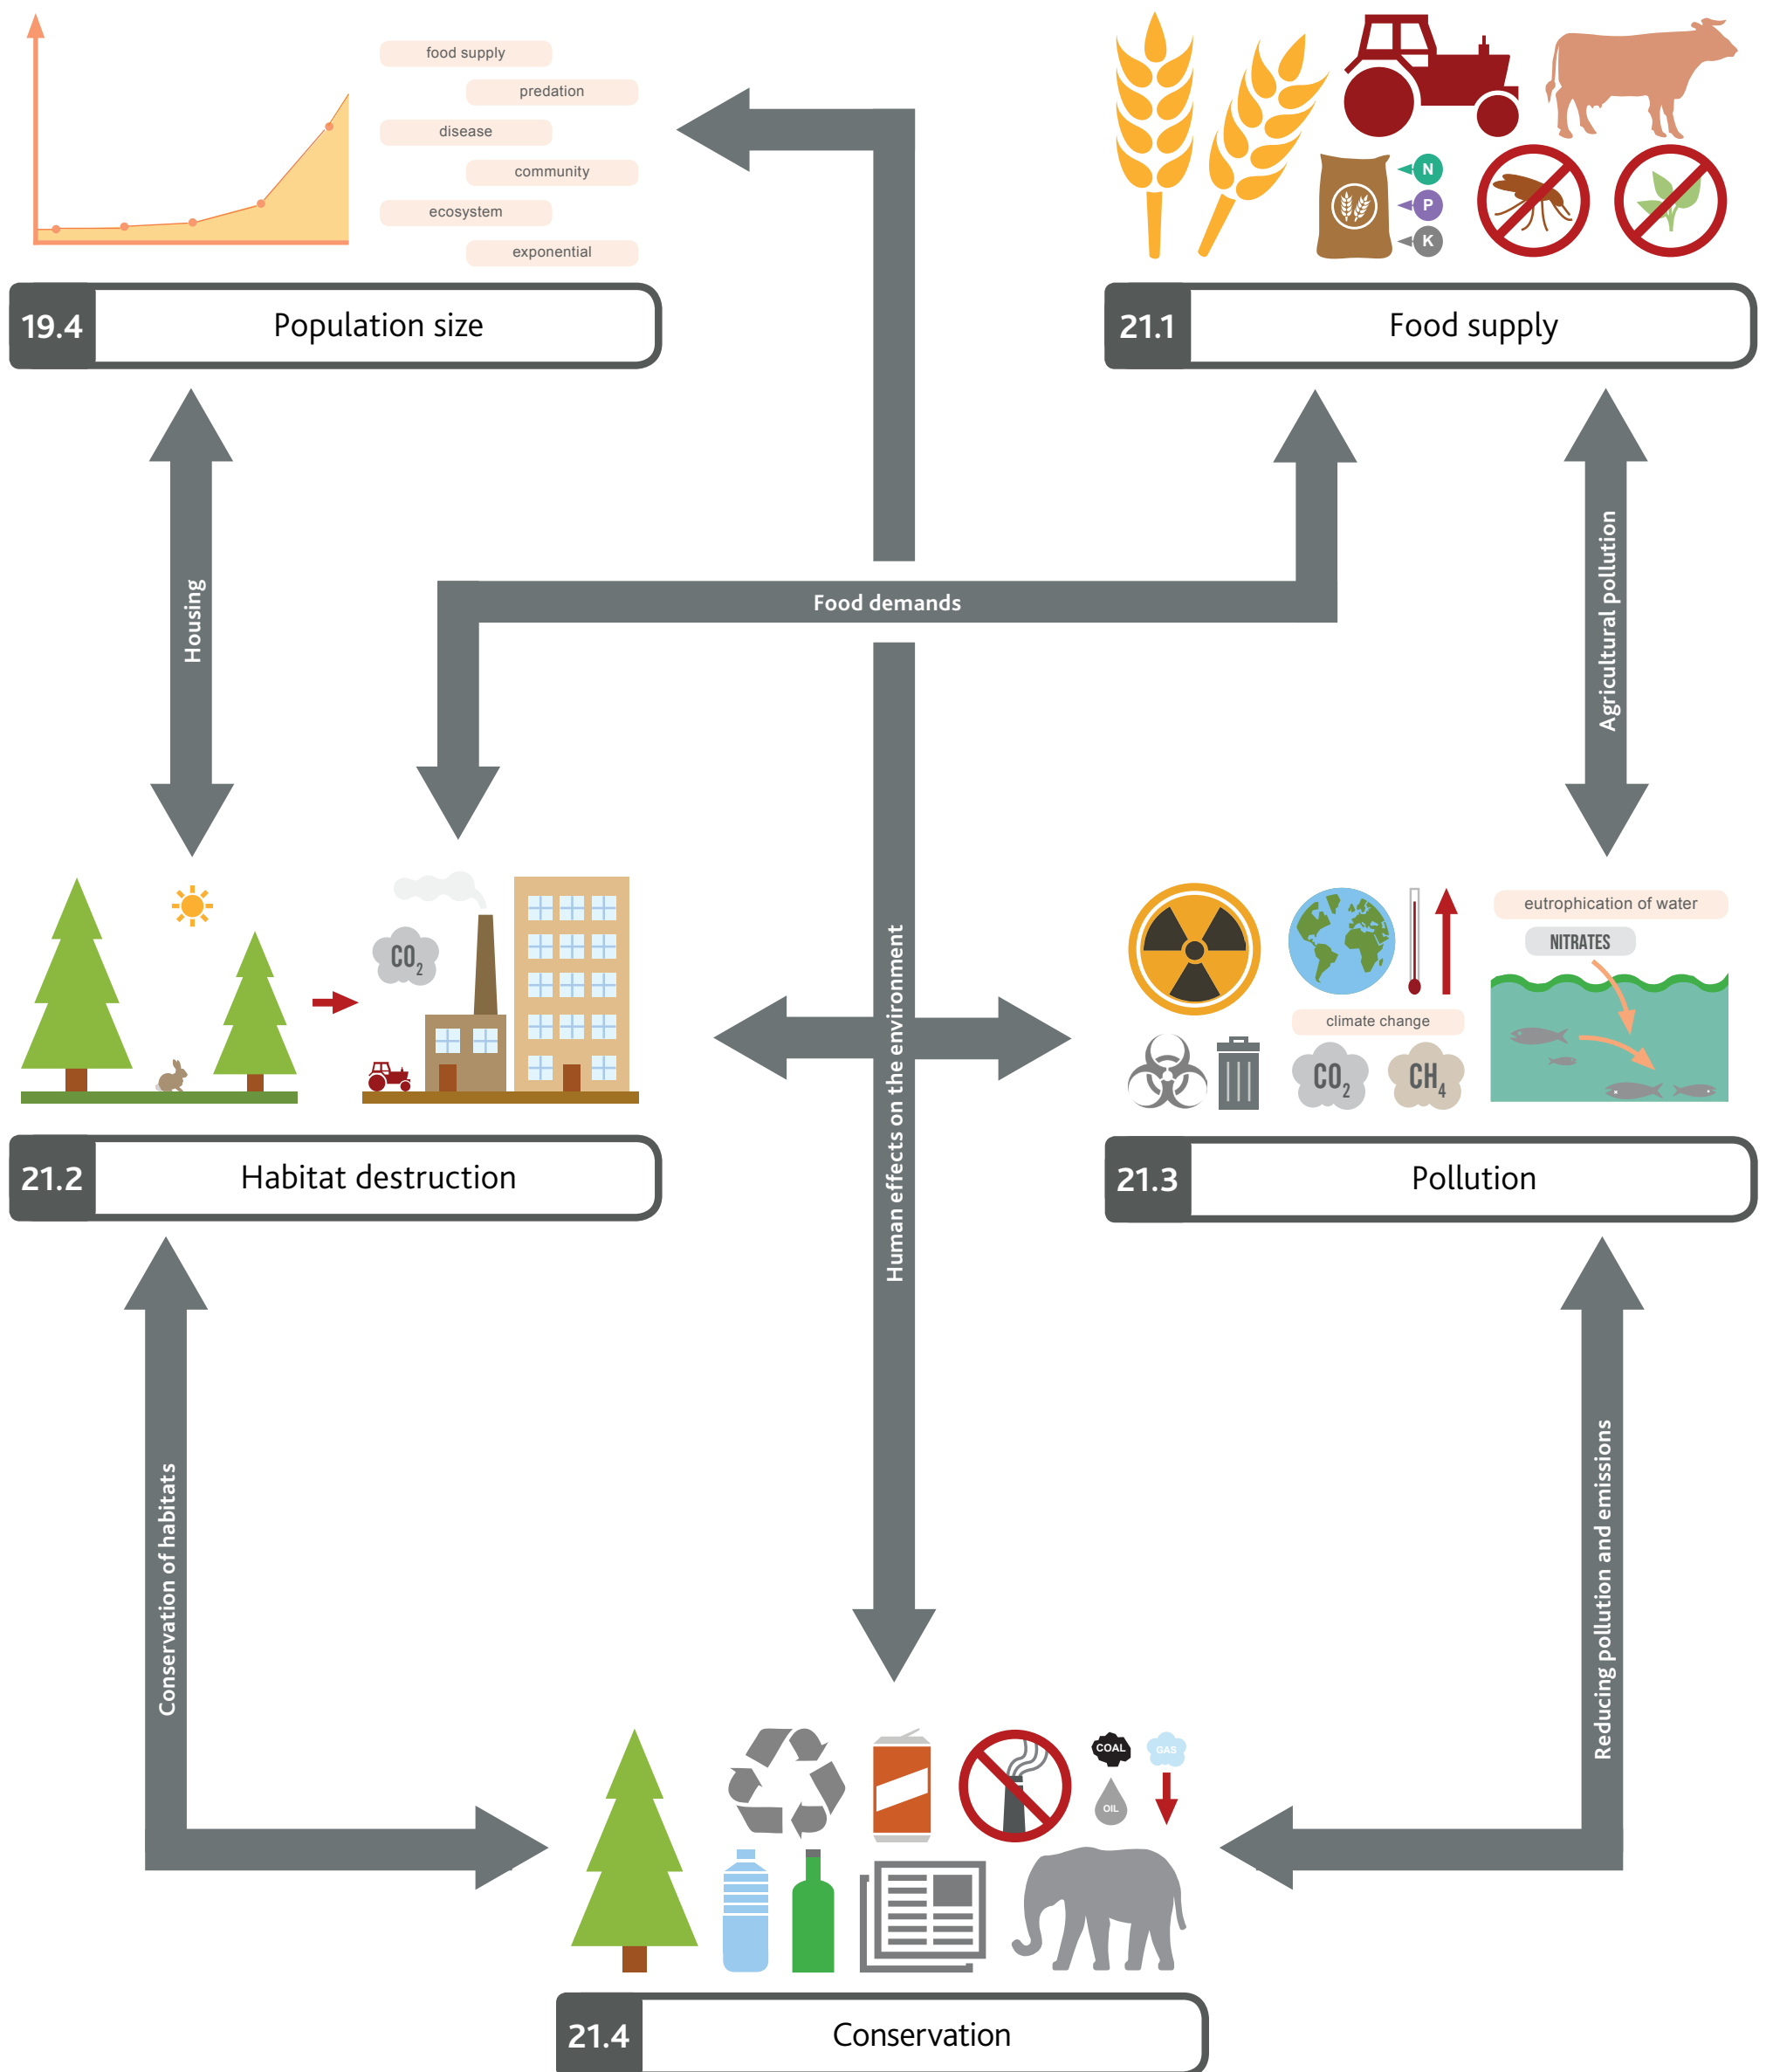 food supply
predation
disease
community
ecosystem
exponential
N
P
K
19.4 Population size
21.1 Food supply
Housing
Food demands
Agricultural pollution
Human effects on the environment
CO2
eutrophication of water
NITRATES
climate change
CO2
CH4
21.2 Habitat destruction
21.3 Pollution
Conservation of habitats
Reducing pollution and emissions
COAL
GAS
OIL
21.4 Conservation